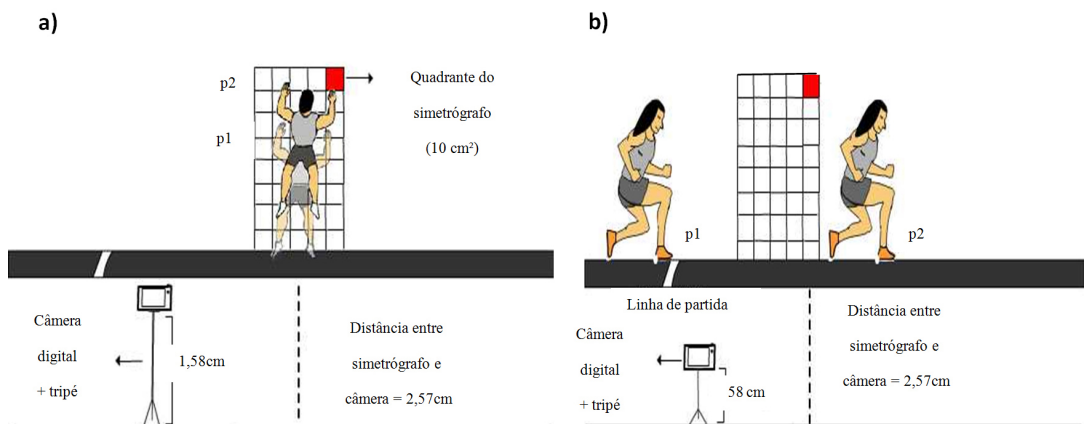 a)
p2
p1
Quadrante do
simetrógrafo
(10 cm²)
Câmera
digital
+ tripé
1,58cm
Distância entre
simetrógrafo e
câmera = 2,57cm
b)
p1
p2
Linha de partida
Câmera
digital
+ tripé
58 cm
Distância entre
simetrógrafo e
câmera = 2,57cm